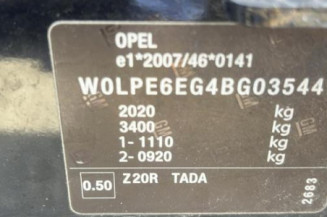 OPEL
e1*2007/46*0141
W0LPE6EG4BG03544
2020 kg
3400 kg
1- 1110 kg
2- 0920 kg
0.50 Z20R TADA
2683